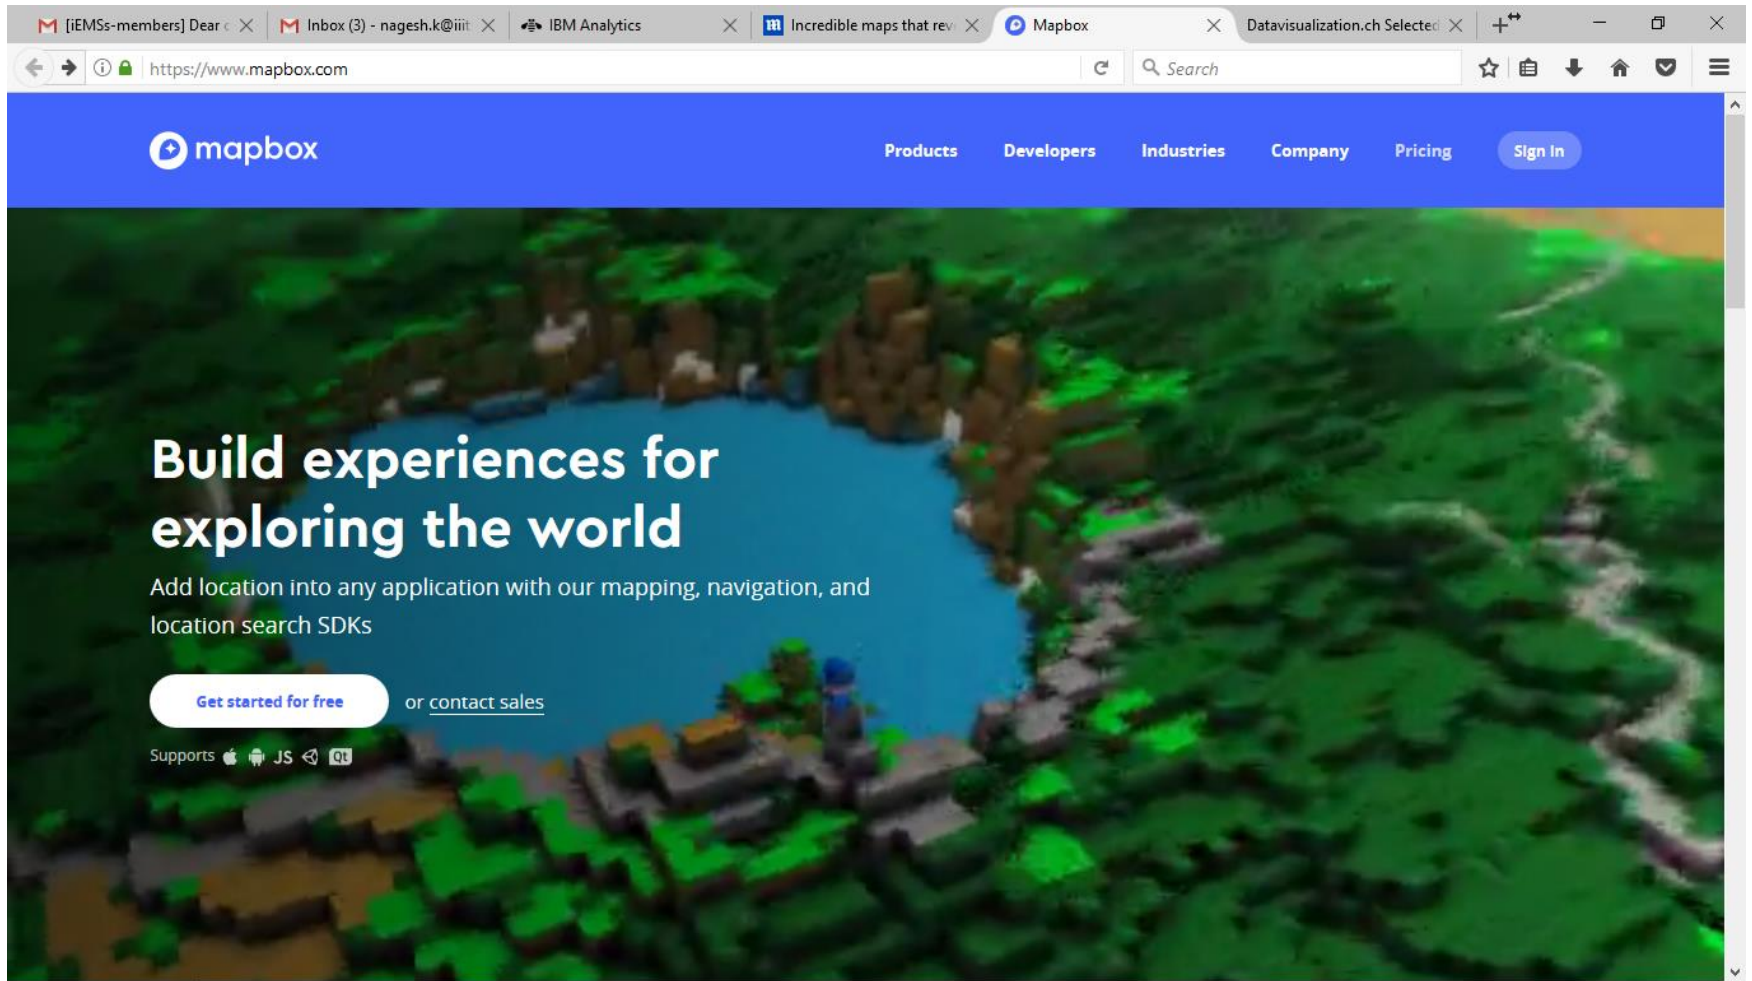 [iEMSs-members] Dear c
Inbox (3) - nagesh.k@iiit
IBM Analytics
Incredible maps that rev
Mapbox
Datavisualization.ch Selected
https://www.mapbox.com
Search
mapbox
Products
Developers
Industries
Company
Pricing
Sign In
Build experiences for
exploring the world
Add location into any application with our mapping, navigation, and
location search SDKs
Get started for free
or contact sales
Supports JS Qt